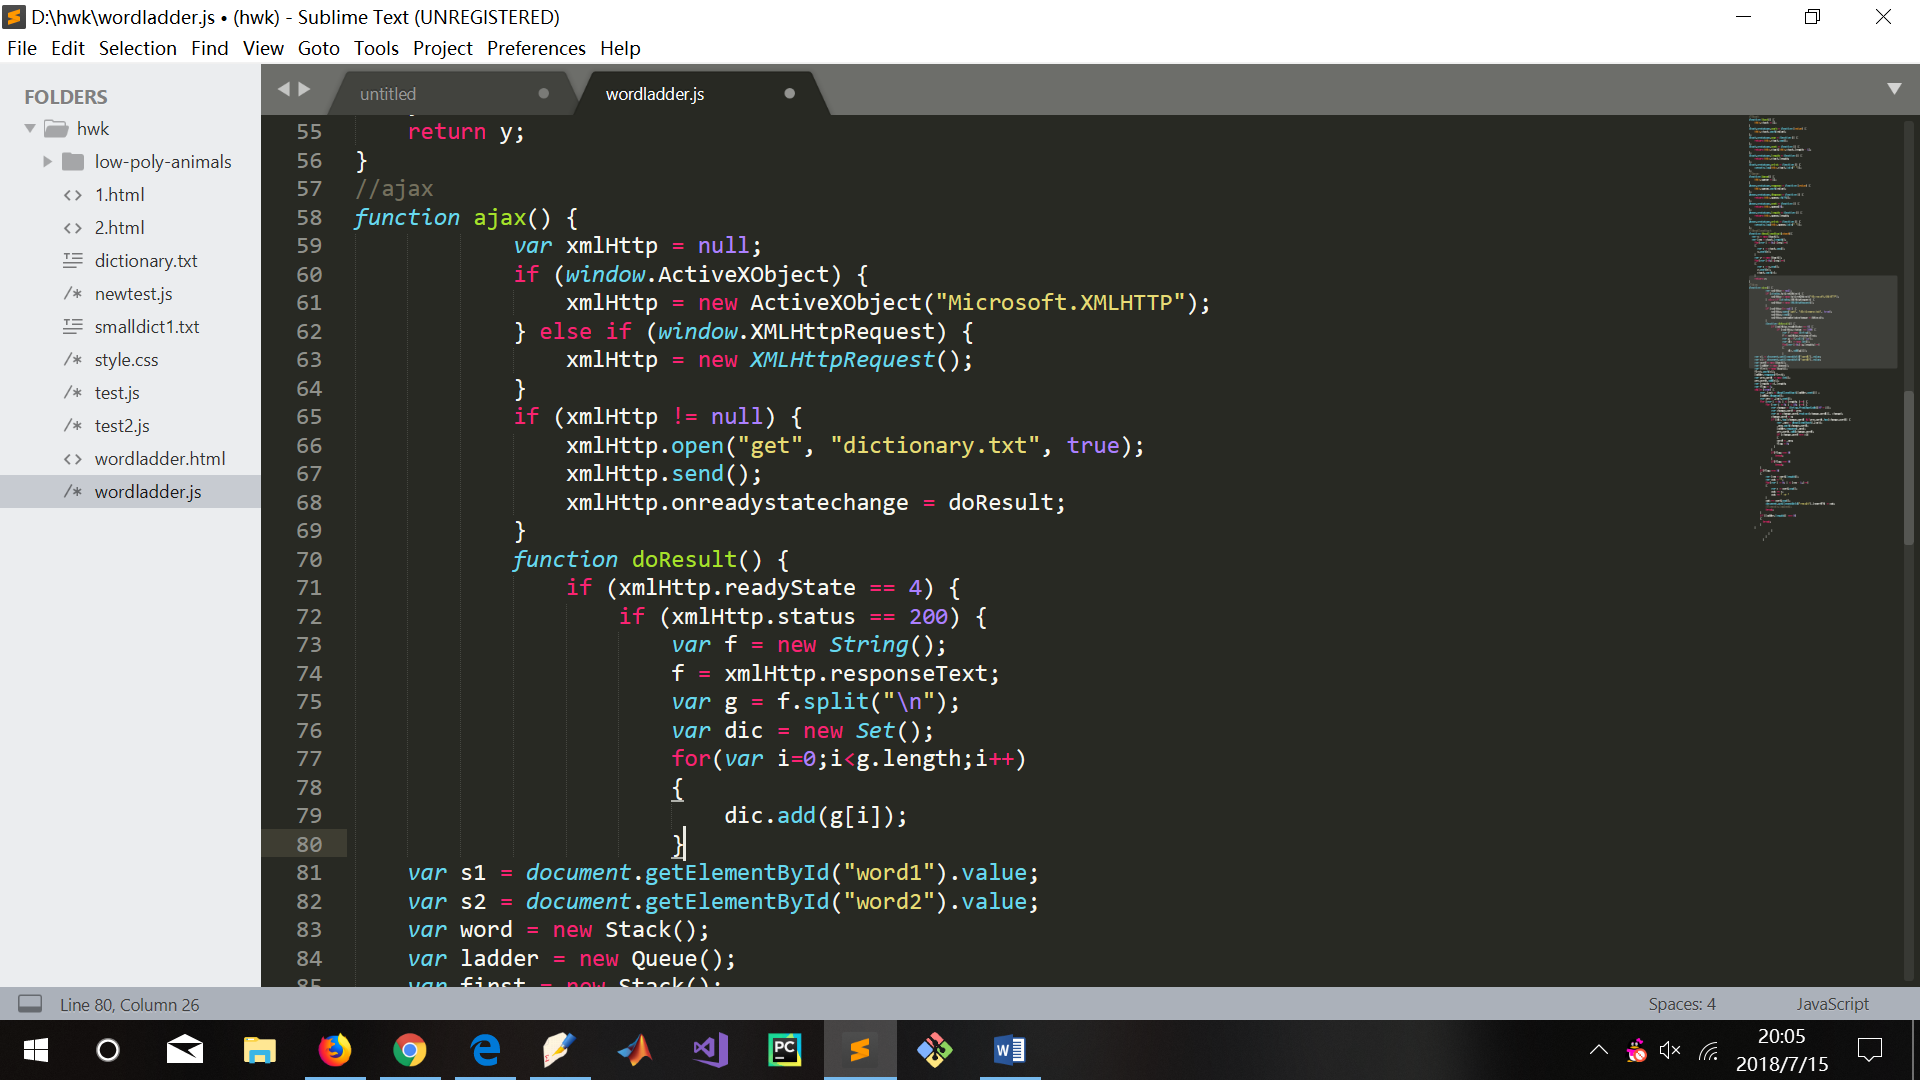 D:\hwk\wordladder.js • (hwk) - Sublime Text (UNREGISTERED)
File Edit Selection Find View Goto Tools Project Preferences Help
FOLDERS
hwk
low-poly-animals
1.html
2.html
dictionary.txt
newtest.js
smalldict1.txt
style.css
test.js
test2.js
wordladder.html
wordladder.js
untitled
wordladder.js
55 return y;
56 }
57 //ajax
58 function ajax() {
59 var xmlHttp = null;
60 if (window.ActiveXObject) {
61 xmlHttp = new ActiveXObject("Microsoft.XMLHTTP");
62 } else if (window.XMLHttpRequest) {
63 xmlHttp = new XMLHttpRequest();
64 }
65 if (xmlHttp != null) {
66 xmlHttp.open("get", "dictionary.txt", true);
67 xmlHttp.send();
68 xmlHttp.onreadystatechange = doResult;
69 }
70 function doResult() {
71 if (xmlHttp.readyState == 4) {
72 if (xmlHttp.status == 200) {
73 var f = new String();
74 f = xmlHttp.responseText;
75 var g = f.split("\n");
76 var dic = new Set();
77 for(var i=0;i<g.length;i++)
78 {
79 dic.add(g[i]);
80 }
81 var s1 = document.getElementById("word1").value;
82 var s2 = document.getElementById("word2").value;
83 var word = new Stack();
84 var ladder = new Queue();
85 var first = new Stack();
Line 80, Column 26
Spaces: 4
JavaScript
20:05
2018/7/15